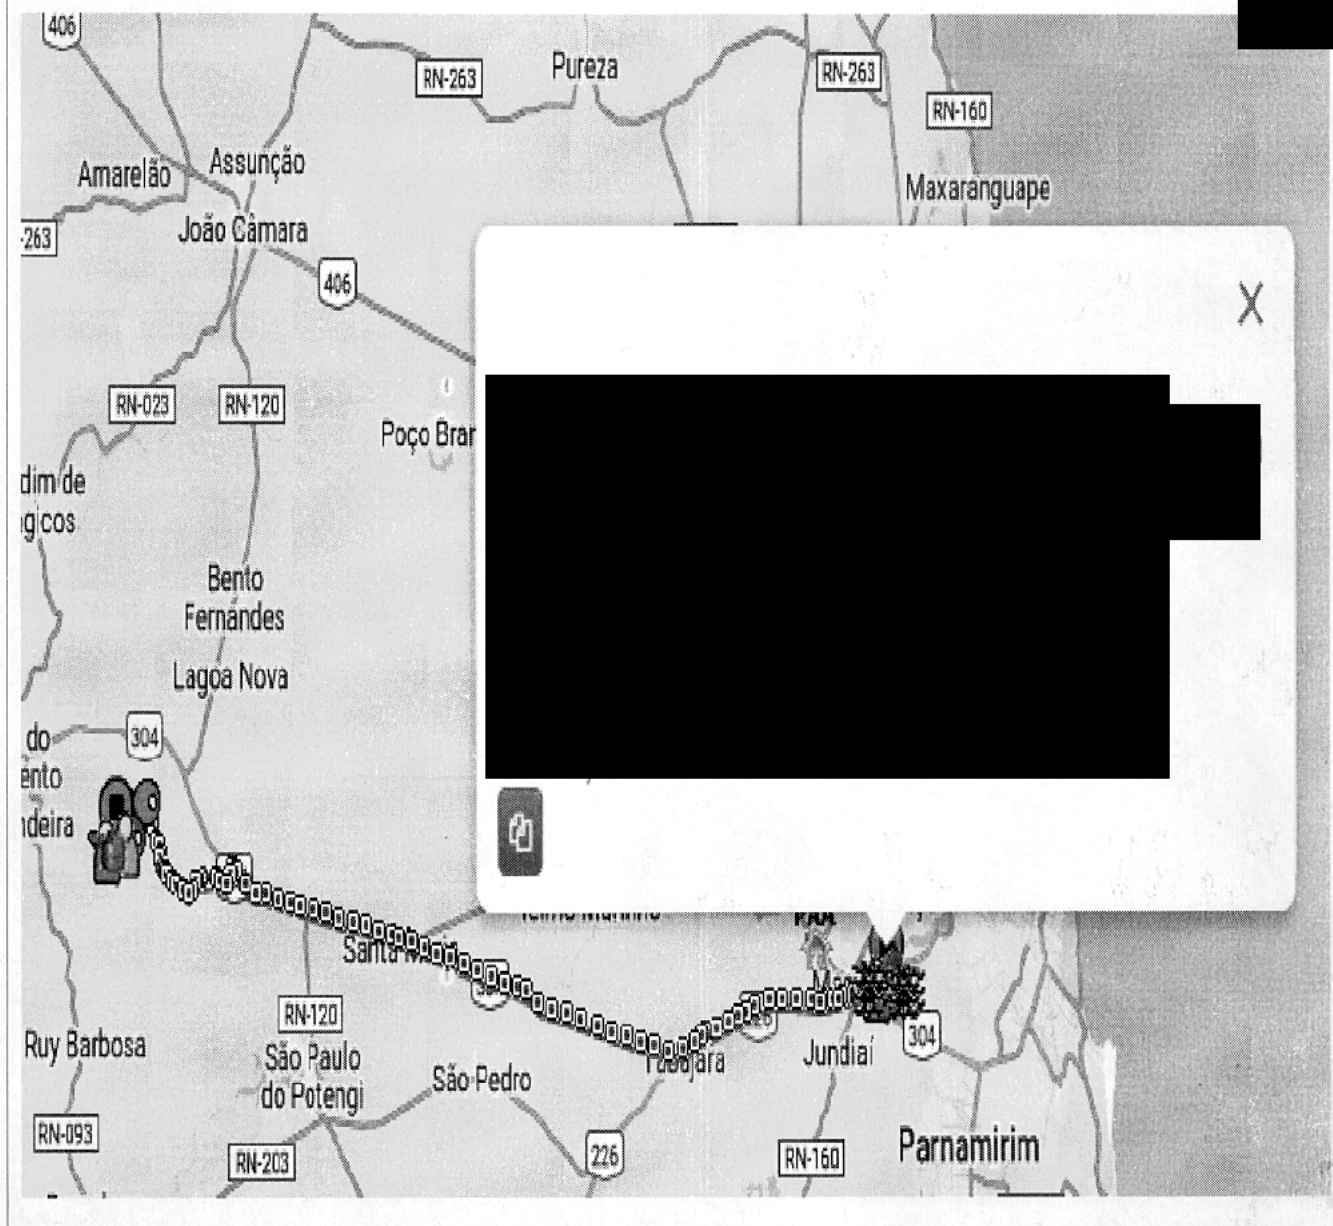 406
RN-263
Pureza
RN-263
RN-160
Assunção
Amarelão
Maxaranguape
João Câmara
-263
406
RN-023
RN-120
Poço Bran
dim de
gicos
Bento
Fernandes
Lagoa Nova
do
304
ento
ndeira
X
Santa M
RN-120
304
Ruy Barbosa
São Paulo
do Potengi
São Pedro
Jundiaí
RN-093
RN-203
226
RN-160
Parnamirim